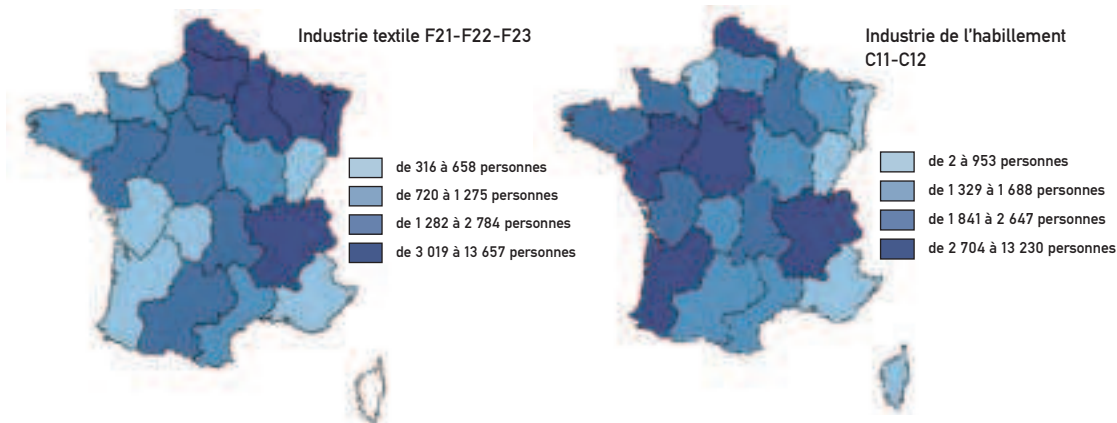 Industrie textile F21-F22-F23
de 316 à 658 personnes
de 720 à 1 275 personnes
de 1 282 à 2 784 personnes
de 3 019 à 13 657 personnes
Industrie de l'habillement
C11-C12
de 2 à 953 personnes
de 1 329 à 1 688 personnes
de 1 841 à 2 647 personnes
de 2 704 à 13 230 personnes